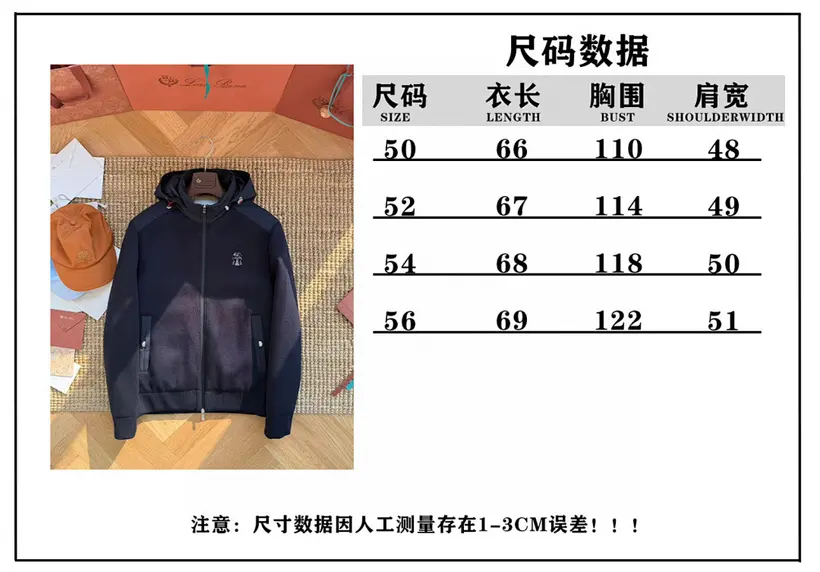 尺码数据
尺码 衣长 胸围 肩宽
SIZE LENGTH BUST SHOULDERWIDTH
50 66 110 48
52 67 114 49
54 68 118 50
56 69 122 51
注意：尺寸数据因人工测量存在1-3CM误差！！！